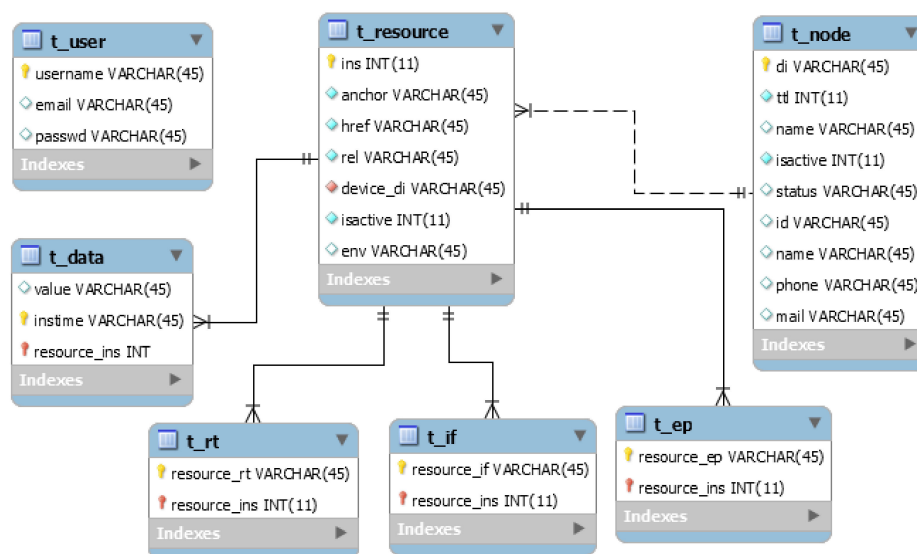 t_user
username VARCHAR(45)
email VARCHAR(45)
passwd VARCHAR(45)
Indexes
t_resource
ins INT(11)
anchor VARCHAR(45)
href VARCHAR(45)
rel VARCHAR(45)
device_di VARCHAR(45)
isactive INT(11)
env VARCHAR(45)
Indexes
t_node
di VARCHAR(45)
ttl INT(11)
name VARCHAR(45)
isactive INT(11)
status VARCHAR(45)
id VARCHAR(45)
name VARCHAR(45)
phone VARCHAR(45)
mail VARCHAR(45)
Indexes
t_data
value VARCHAR(45)
instime VARCHAR(45)
resource_ins INT
Indexes
t_rt
resource_rt VARCHAR(45)
resource_ins INT(11)
Indexes
t_if
resource_if VARCHAR(45)
resource_ins INT(11)
Indexes
t_ep
resource_ep VARCHAR(45)
resource_ins INT(11)
Indexes